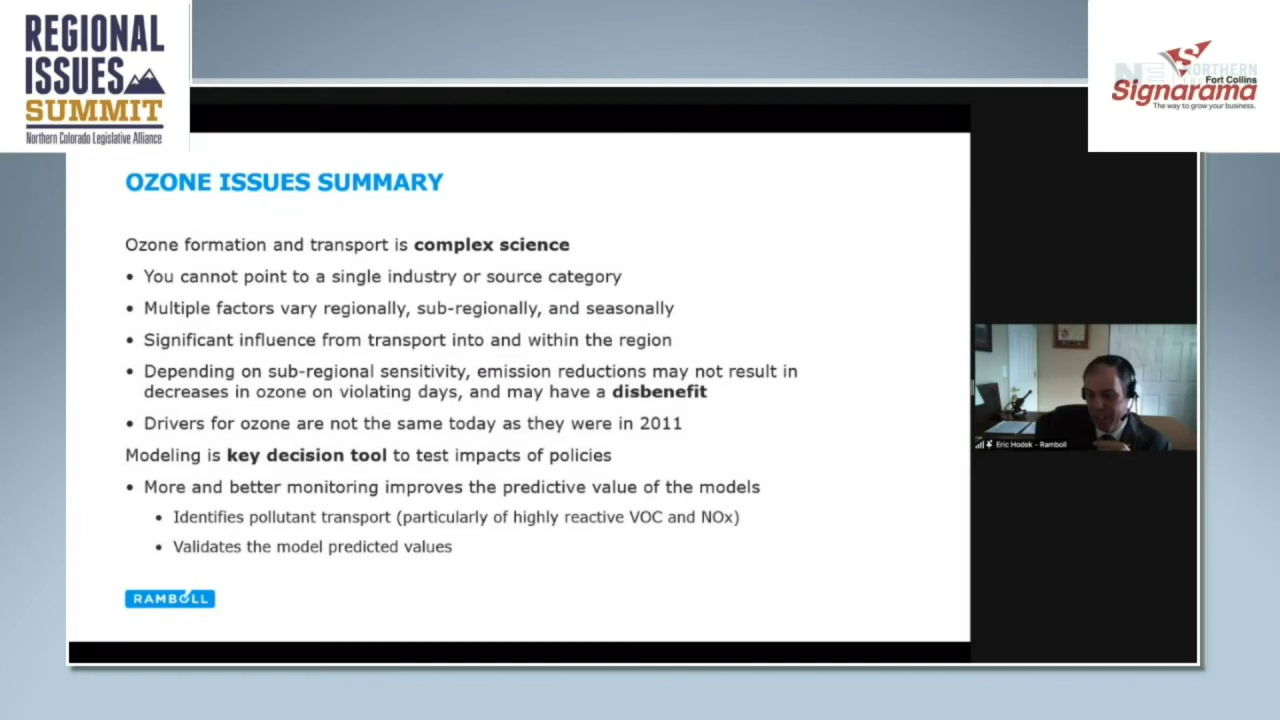 REGIONAL
ISSUES
SUMMIT
Northern Colorado Legislative Alliance
NORTHERN
Fort Collins
Signarama
The way to grow your business.
OZONE ISSUES SUMMARY
Ozone formation and transport is complex science
• You cannot point to a single industry or source category
• Multiple factors vary regionally, sub-regionally, and seasonally
• Significant influence from transport into and within the region
• Depending on sub-regional sensitivity, emission reductions may not result in
decreases in ozone on violating days, and may have a disbenefit
• Drivers for ozone are not the same today as they were in 2011
Modeling is key decision tool to test impacts of policies
• More and better monitoring improves the predictive value of the models
• Identifies pollutant transport (particularly of highly reactive VOC and NOx)
• Validates the model predicted values
RAMBOLL
Eric Hodek - Ramboll